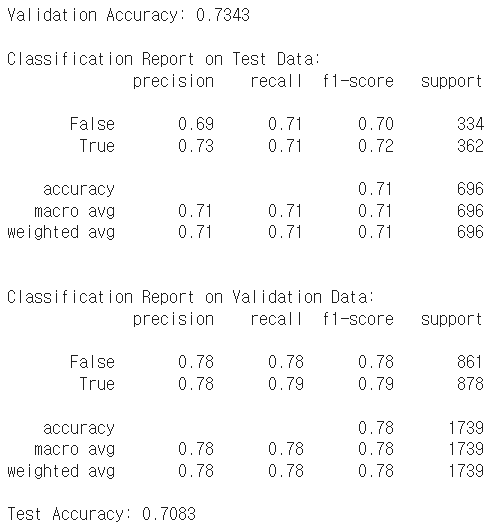 Validation Accuracy: 0.7343
Classification Report on Test Data:
precision recall f1-score support
False 0.69 0.71 0.70 334
True 0.73 0.71 0.72 362
accuracy 0.71 696
macro avg 0.71 0.71 0.71 696
weighted avg 0.71 0.71 0.71 696
Classification Report on Validation Data:
precision recall f1-score support
False 0.78 0.78 0.78 861
True 0.78 0.79 0.79 878
accuracy 0.78 1739
macro avg 0.78 0.78 0.78 1739
weighted avg 0.78 0.78 0.78 1739
Test Accuracy: 0.7083